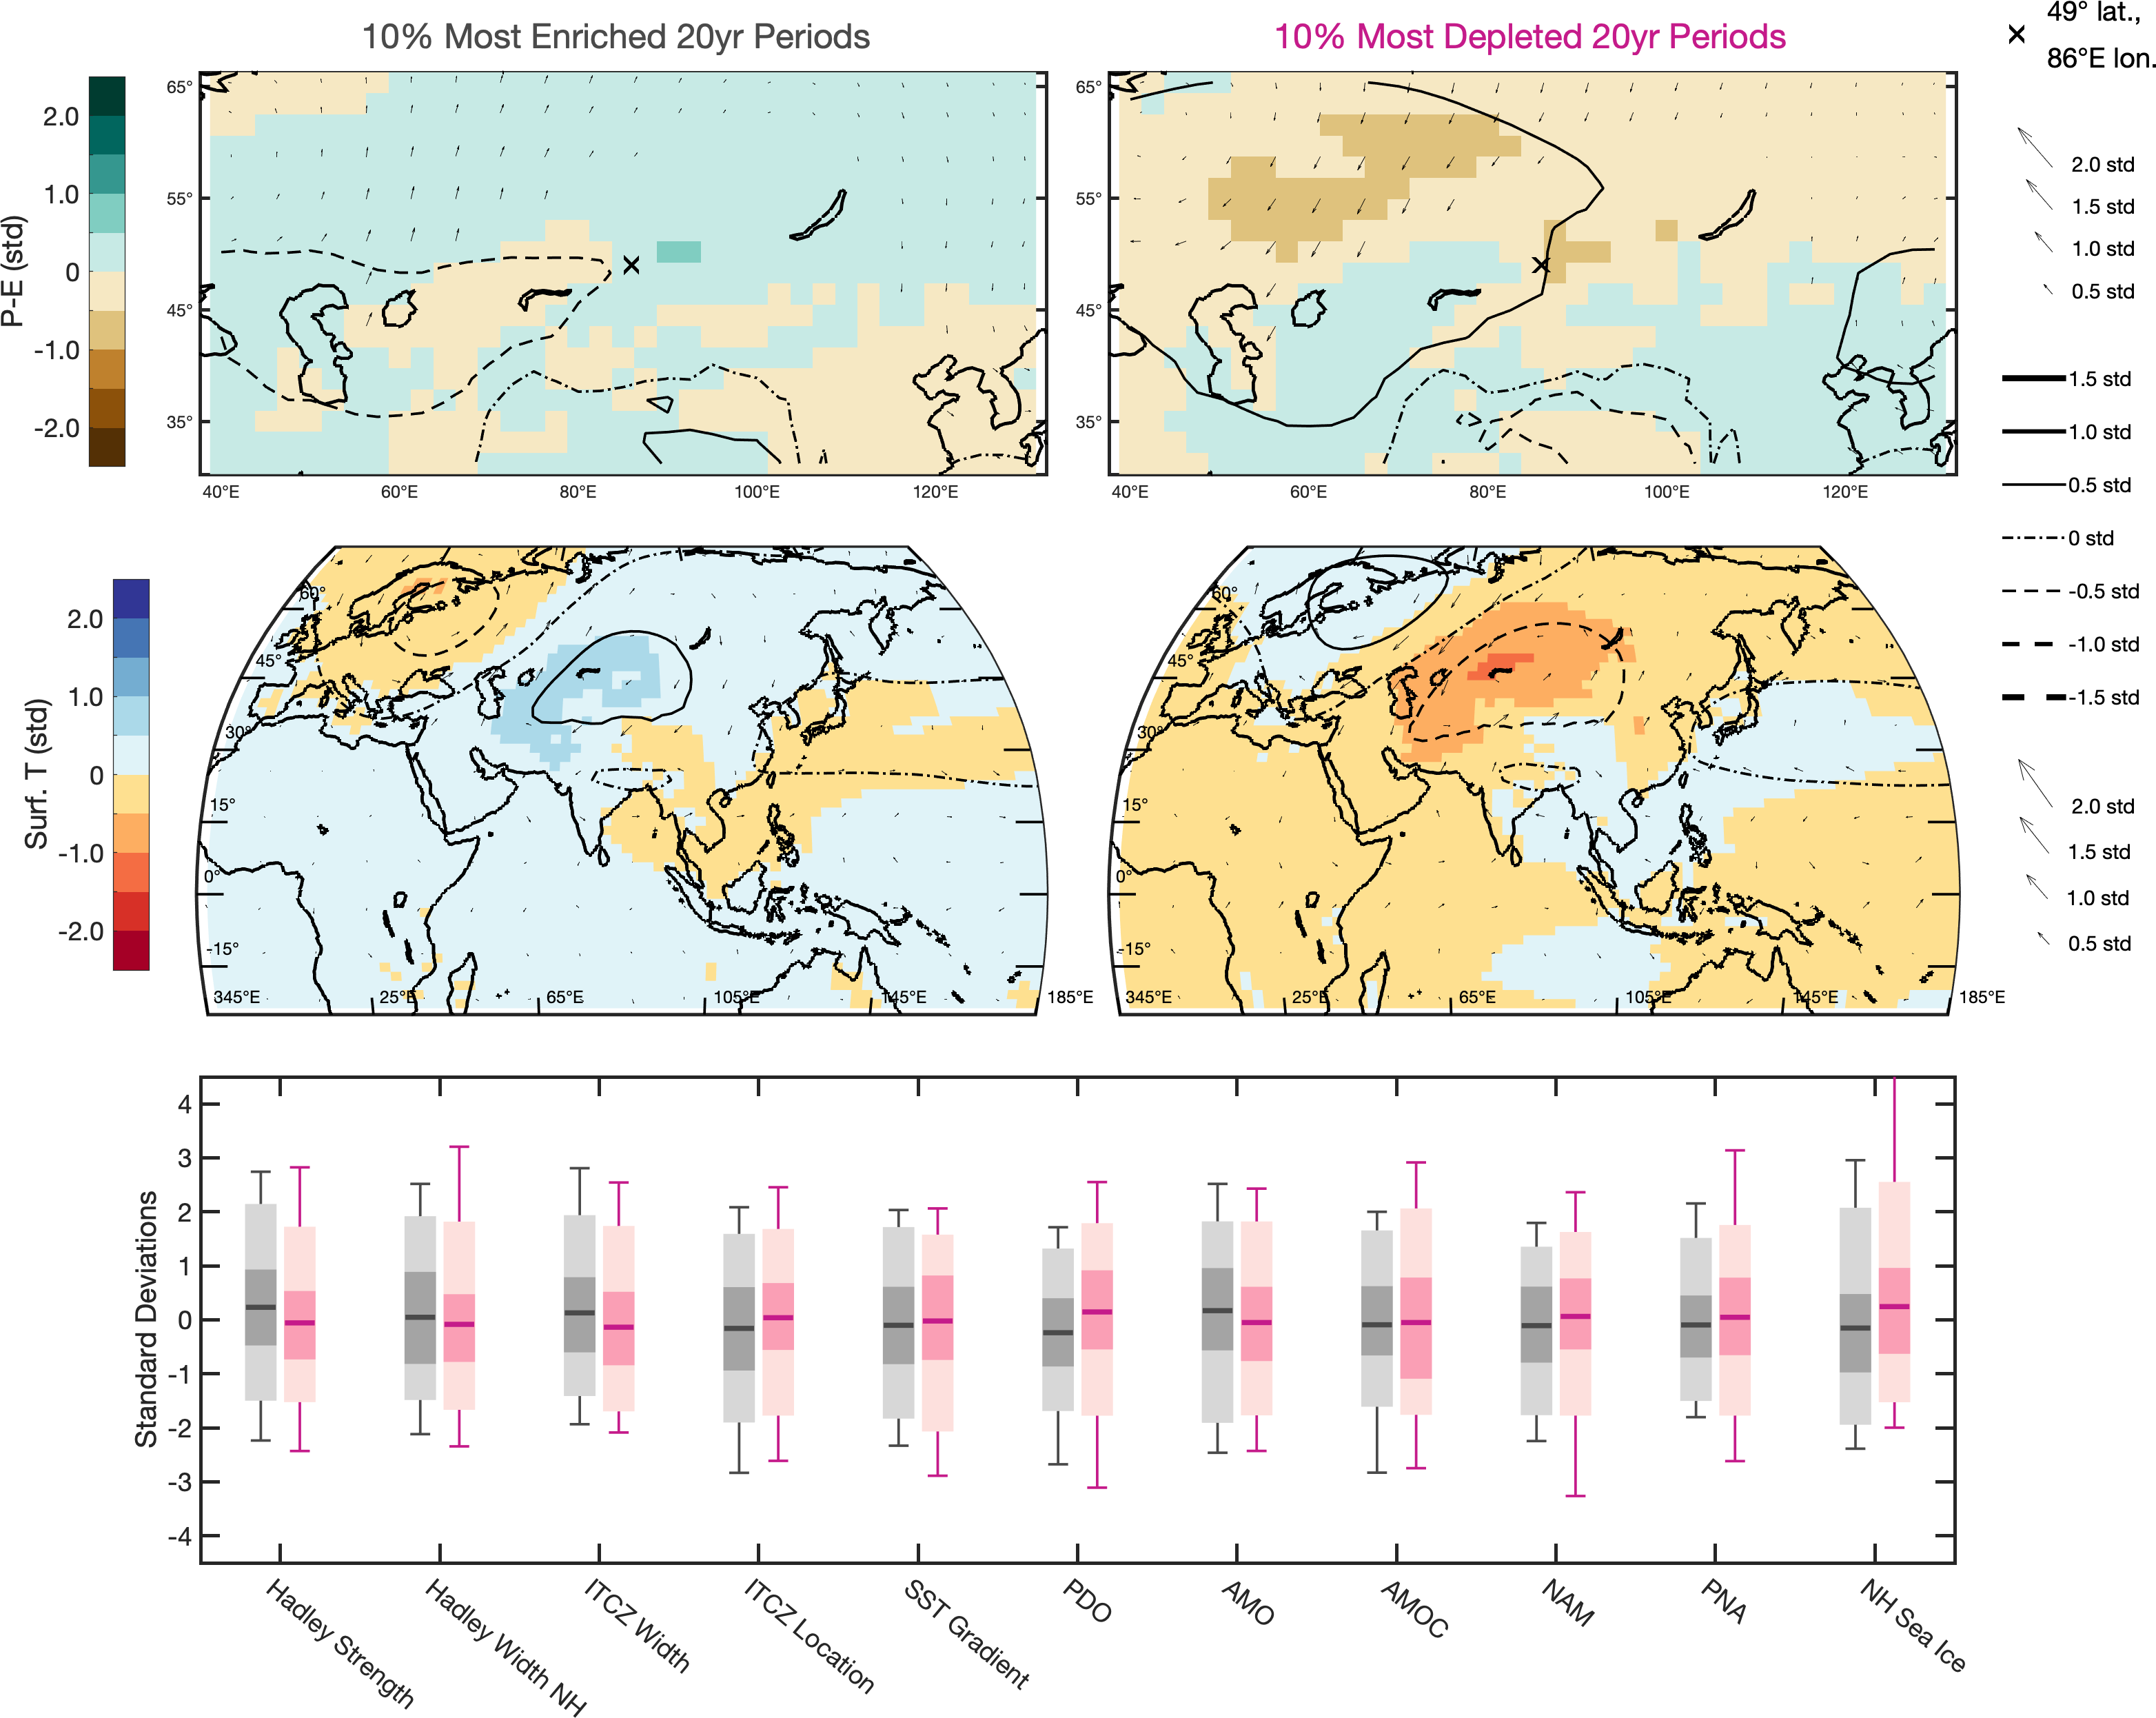 10% Most Enriched 20yr Periods
10% Most Depleted 20yr Periods
49° lat.,
86°E lon.
P-E (std)
2.0
1.0
0
-1.0
-2.0
65°
55°
45°
35°
40°E
60°E
80°E
100°E
120°E
65°
55°
45°
35°
40°E
60°E
80°E
100°E
120°E
2.0 std
1.5 std
1.0 std
0.5 std
1.5 std
1.0 std
0.5 std
0 std
-0.5 std
-1.0 std
-1.5 std
Surf. T (std)
2.0
1.0
0
-1.0
-2.0
60°
45°
30°
15°
0°
-15°
345°E
25°E
65°E
105°E
145°E
185°E
60°
45°
30°
15°
0°
-15°
345°E
25°E
65°E
105°E
145°E
185°E
2.0 std
1.5 std
1.0 std
0.5 std
Standard Deviations
4
3
2
1
0
-1
-2
-3
-4
Hadley Strength
Hadley Width NH
ITCZ Width
ITCZ Location
SST Gradient
PDO
AMO
AMOC
NAM
PNA
NH Sea Ice